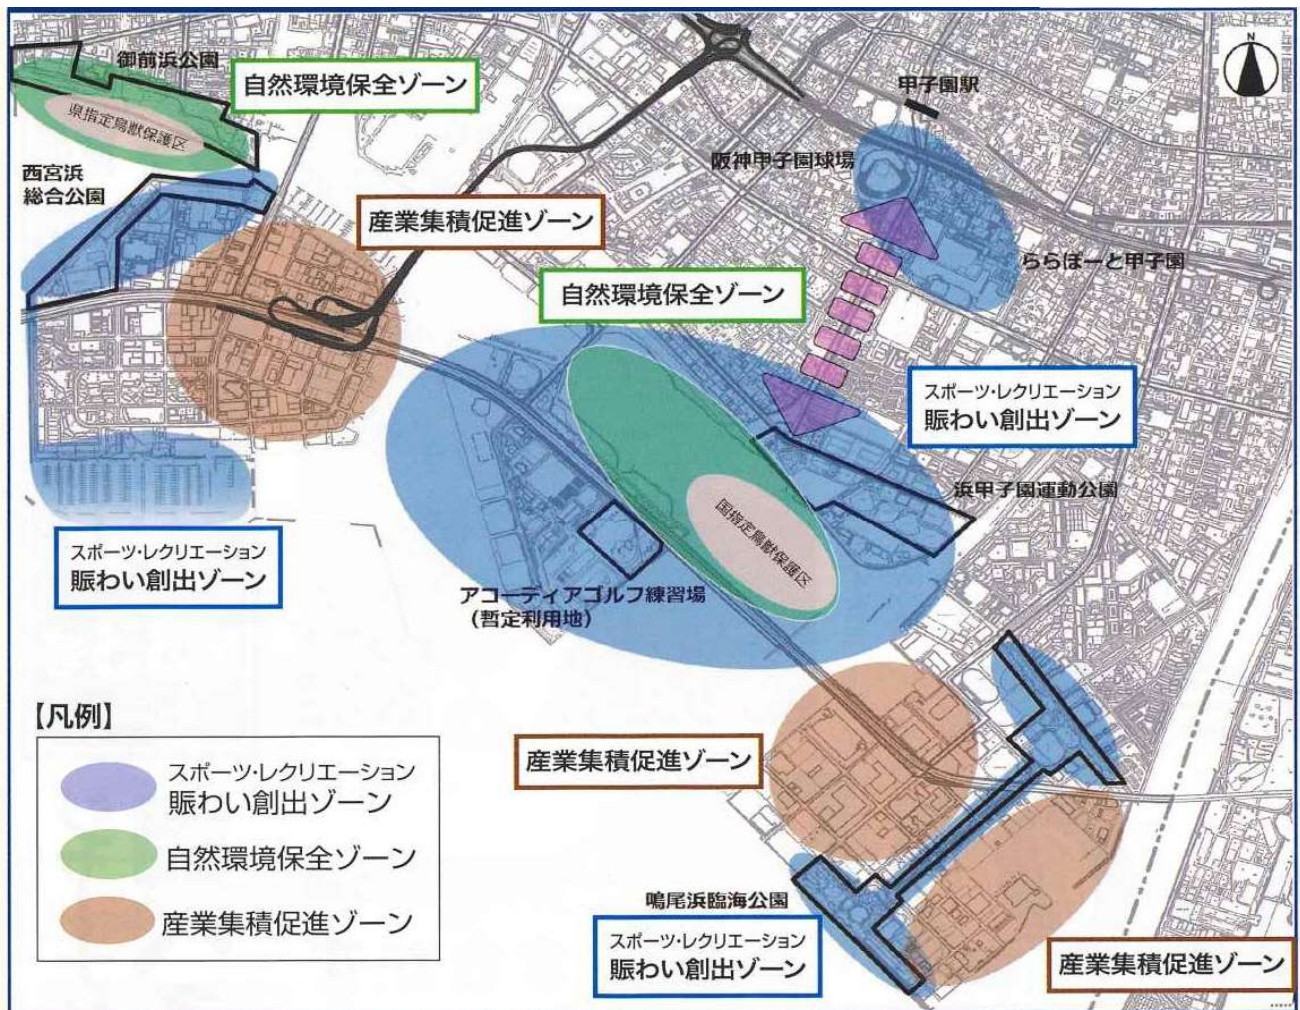 N
御前浜公園
自然環境保全ゾーン
県指定鳥獣保護区
甲子園駅
阪神甲子園球場
西宮浜
総合公園
産業集積促進ゾーン
ららぽーと甲子園
自然環境保全ゾーン
スポーツ・レクリエーション
賑わい創出ゾーン
浜甲子園運動公園
国指定鳥獣保護区
スポーツ・レクリエーション
賑わい創出ゾーン
アコーディアゴルフ練習場
（暫定利用地）
【凡例】
スポーツ・レクリエーション
賑わい創出ゾーン
自然環境保全ゾーン
産業集積促進ゾーン
産業集積促進ゾーン
鳴尾浜臨海公園
スポーツ・レクリエーション
賑わい創出ゾーン
産業集積促進ゾーン